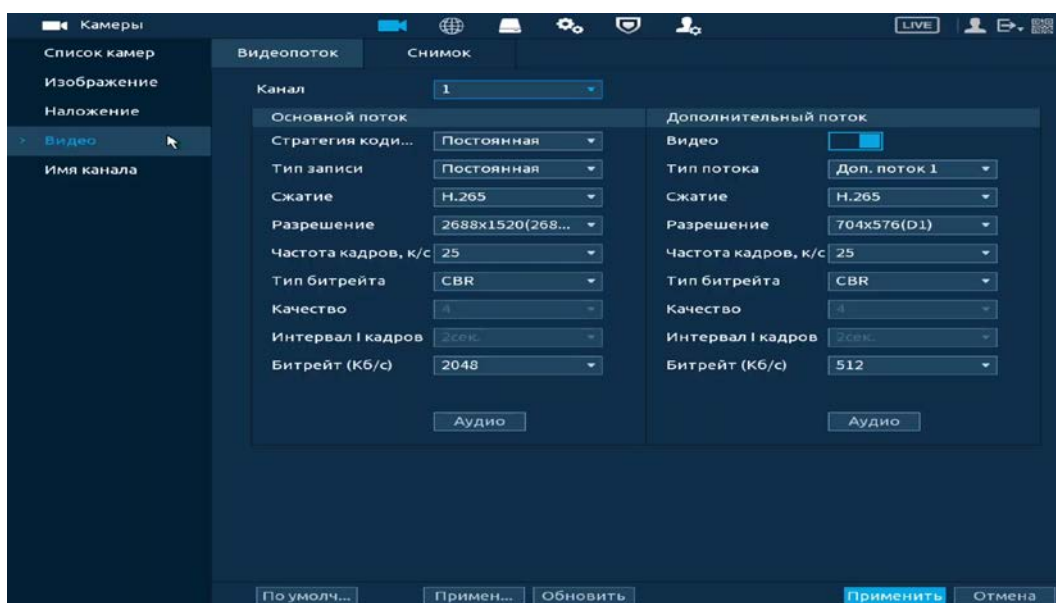 Камеры
LIVE
Список камер
Изображение
Наложение
> Видео
Имя канала
Видеопоток Снимок
Канал 1
Основной поток
Стратегия коди... Постоянная
Тип записи Постоянная
Сжатие H.265
Разрешение 2688x1520(268...
Частота кадров, к/с 25
Тип битрейта CBR
Качество 4
Интервал I кадров 2сек.
Битрейт (Кб/с) 2048
Аудио
Дополнительный поток
Видео
Тип потока Доп. поток 1
Сжатие H.265
Разрешение 704x576(D1)
Частота кадров, к/с 25
Тип битрейта CBR
Качество 4
Интервал I кадров 2сек.
Битрейт (Кб/с) 512
Аудио
По умолч... Примен... Обновить Применить Отмена